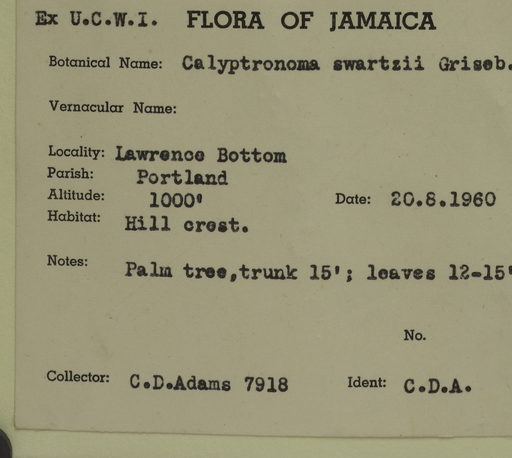 Ex U.C.W.I. FLORA OF JAMAICA
Botanical Name: Calyptronoma swartzii Griseb.
Vernacular Name:
Locality: Lawrence Bottom
Parish: Portland
Altitude: 1000' Date: 20.8.1960
Habitat: Hill crest.
Notes: Palm tree,trunk 15'; leaves 12-15'
No.
Collector: C.D.Adams 7918 Ident: C.D.A.